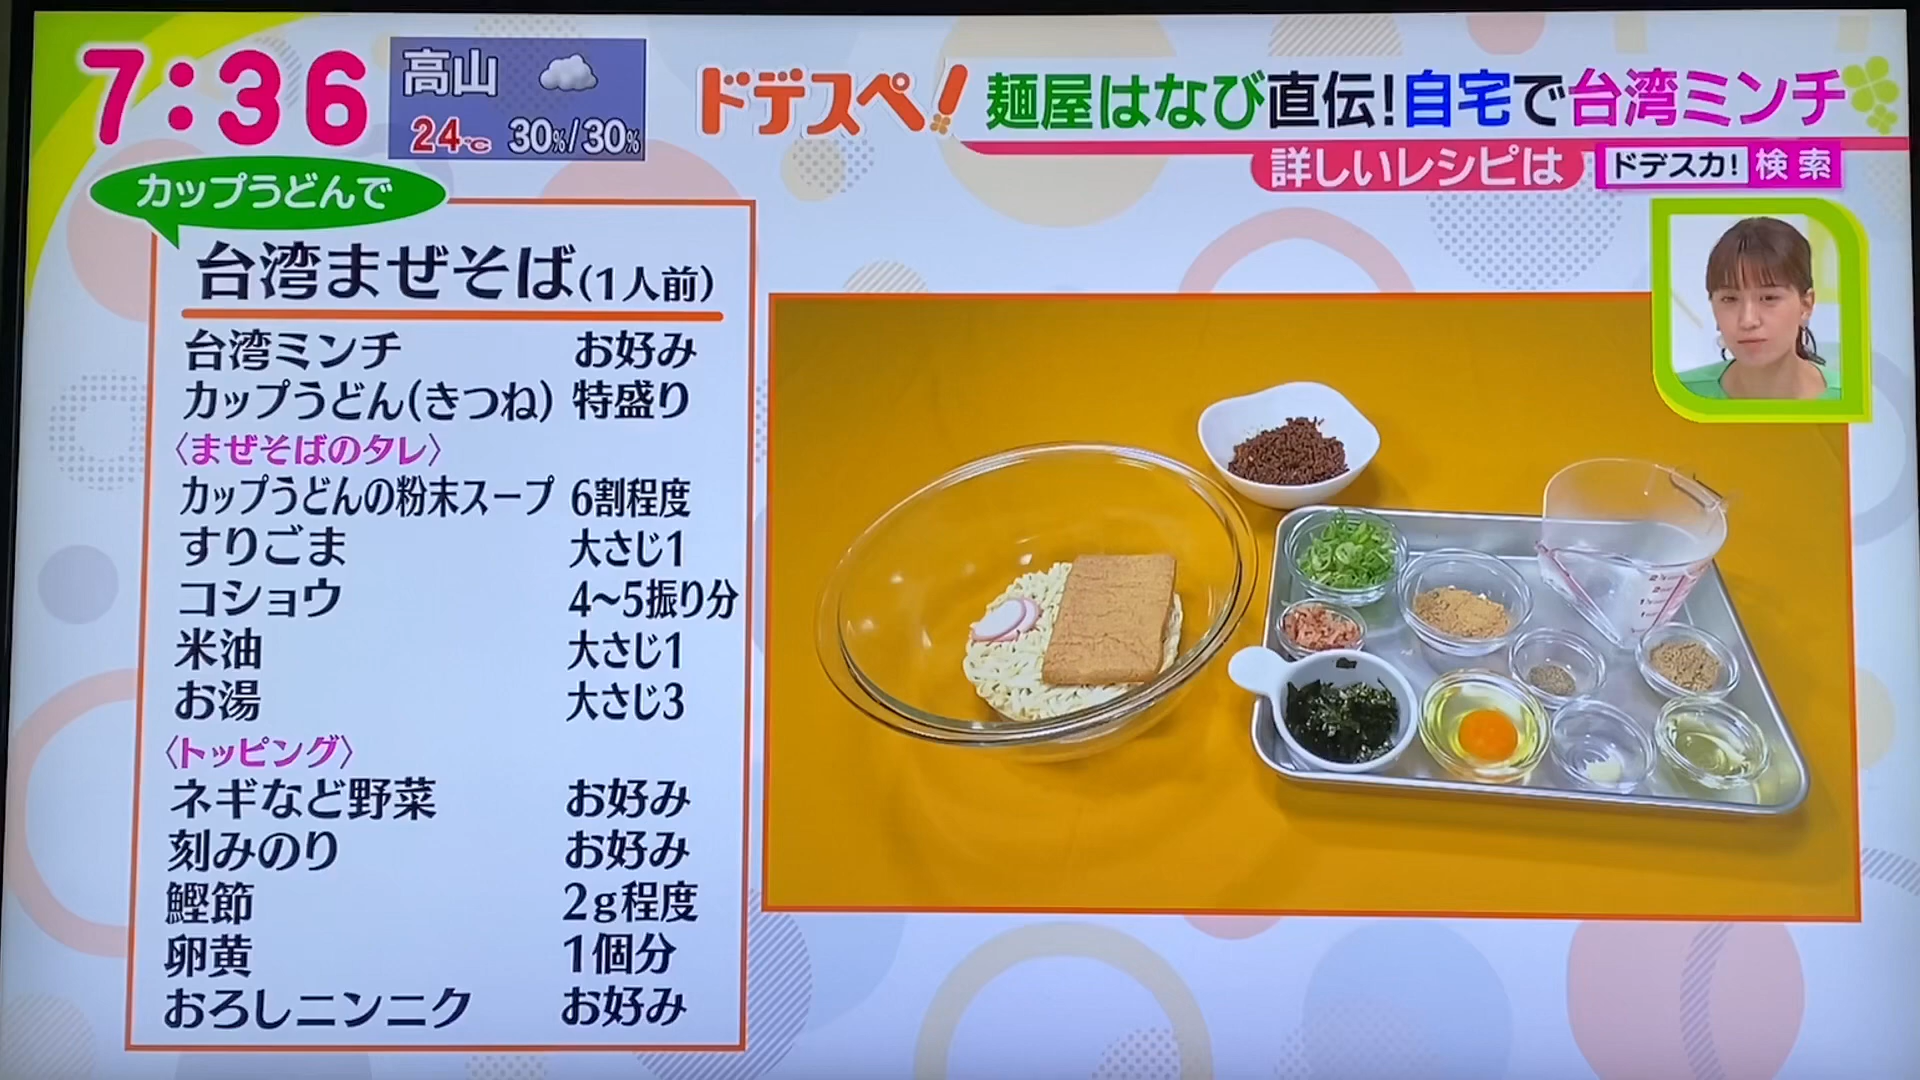 7:36
高山
24℃ 30%/30%
ドデスペ! 麺屋はなび直伝!自宅で台湾ミンチ
詳しいレシピは ドデスカ! 検索
カップうどんで
台湾まぜそば(1人前)
台湾ミンチ お好み
カップうどん(きつね) 特盛り
〈まぜそばのタレ〉
カップうどんの粉末スープ 6割程度
すりごま 大さじ1
コショウ 4〜5振り分
米油 大さじ1
お湯 大さじ3
〈トッピング〉
ネギなど野菜 お好み
刻みのり お好み
鰹節 2g程度
卵黄 1個分
おろしニンニク お好み